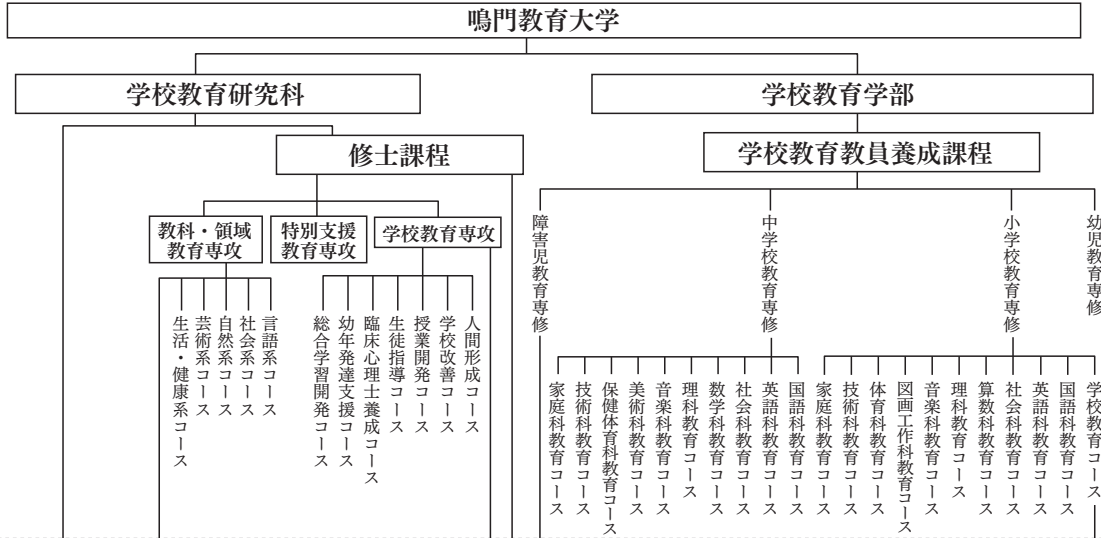 鳴門教育大学
学校教育研究科
学校教育学部
修士課程
学校教育教員養成課程
教科・領域
教育専攻
特別支援
教育専攻
学校教育専攻
幼児教育専修
小学校教育専修
中学校教育専修
障害児教育専修
学校教育コース
国語科教育コース
英語科教育コース
社会科教育コース
算数科教育コース
理科教育コース
音楽科教育コース
図画工作科教育コース
体育科教育コース
技術科教育コース
家庭科教育コース
国語科教育コース
英語科教育コース
社会科教育コース
数学科教育コース
理科教育コース
音楽科教育コース
美術科教育コース
保健体育科教育コース
技術科教育コース
家庭科教育コース
人間形成コース
学校改善コース
授業開発コース
生徒指導コース
臨床心理士養成コース
幼年発達支援コース
総合学習開発コース
言語系コース
社会系コース
自然系コース
芸術系コース
生活・健康系コース